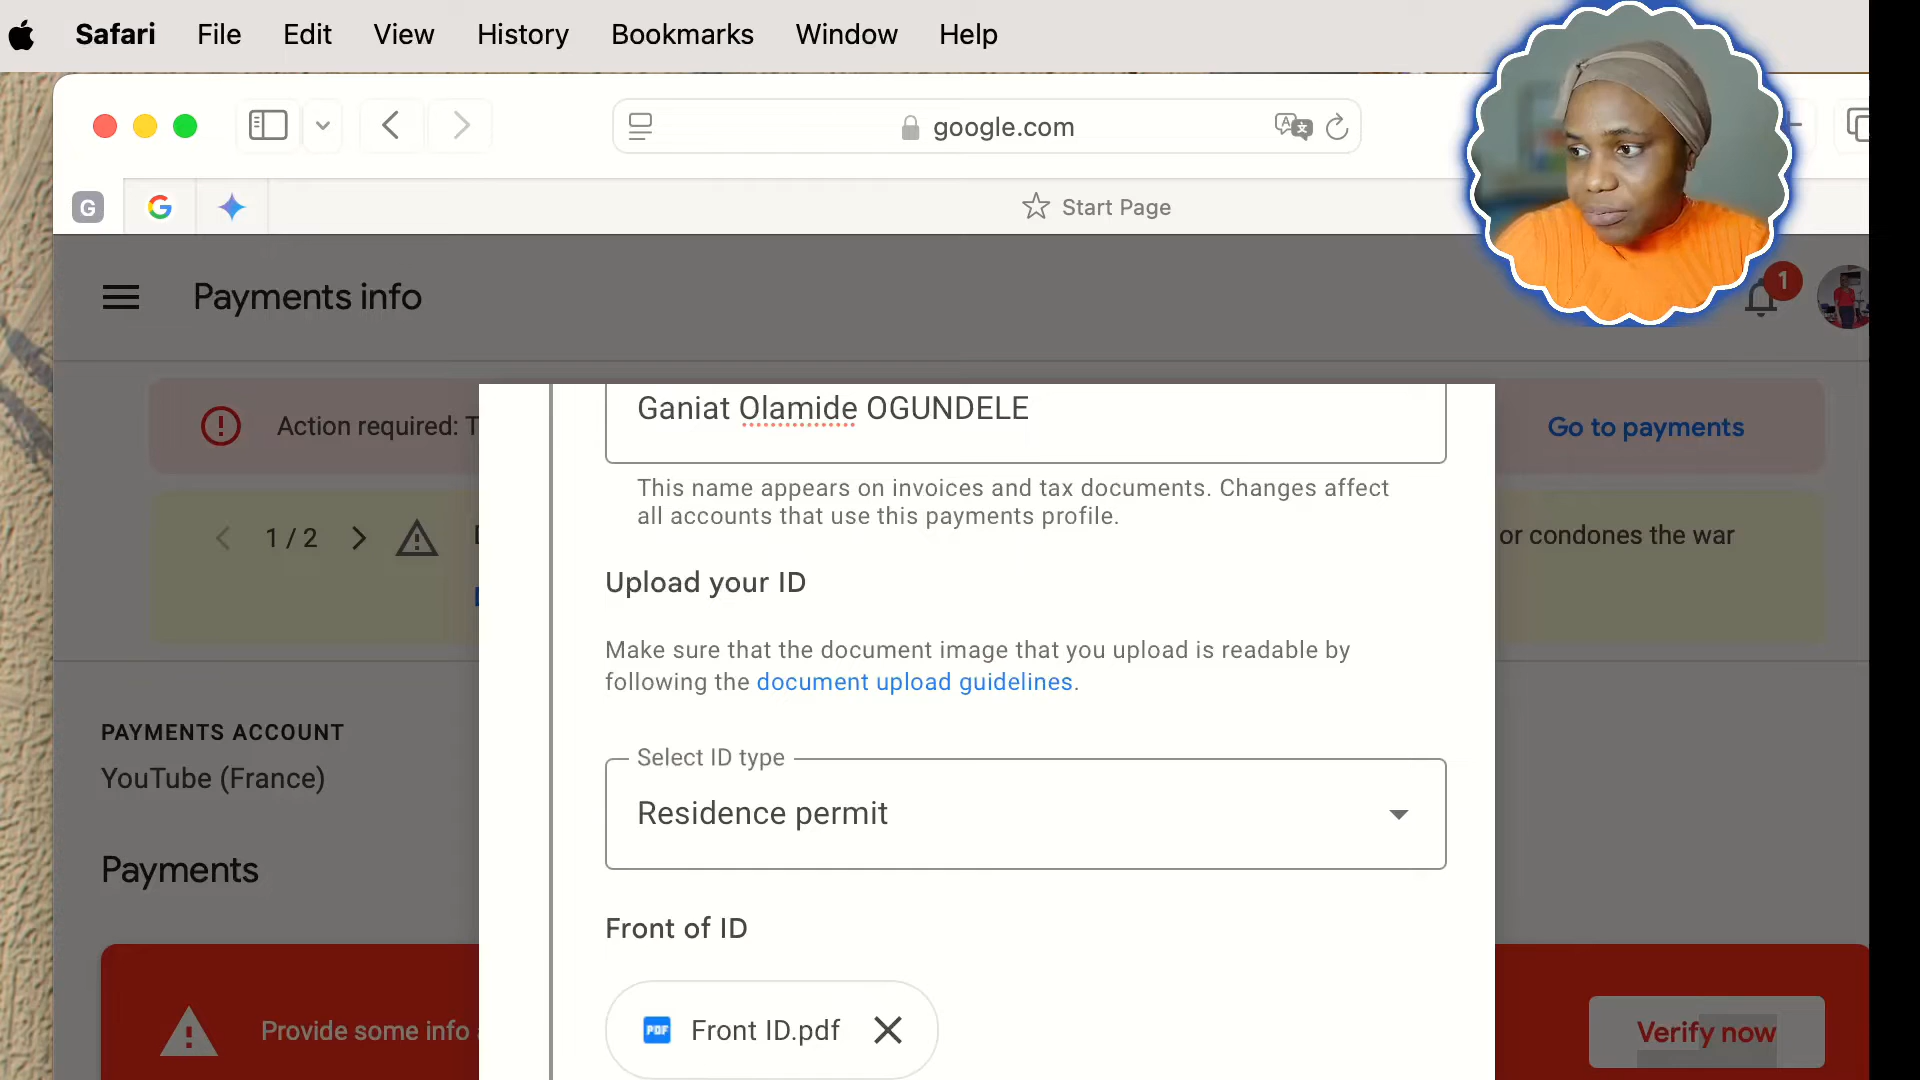 Safari File Edit View History Bookmarks Window Help
google.com
G
Start Page
Payments info
1
Ganiat Olamide OGUNDELE
Action required: T
Go to payments
This name appears on invoices and tax documents. Changes affect
all accounts that use this payments profile.
1 / 2
or condones the war
Upload your ID
Make sure that the document image that you upload is readable by
following the document upload guidelines.
PAYMENTS ACCOUNT
YouTube (France)
Select ID type
Residence permit
Payments
Front of ID
PDF Front ID.pdf
Provide some info
Verify now